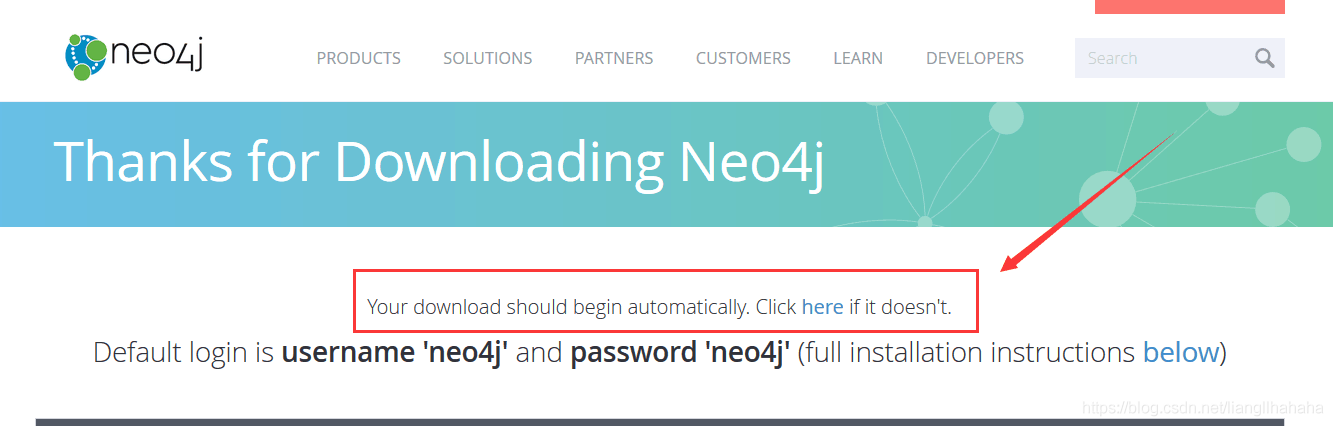 neo4j
PRODUCTS SOLUTIONS PARTNERS CUSTOMERS LEARN DEVELOPERS Search
Thanks for Downloading Neo4j
Your download should begin automatically. Click here if it doesn't.
Default login is username 'neo4j' and password 'neo4j' (full installation instructions below)
https://blog.csdn.net/lianglihahaha